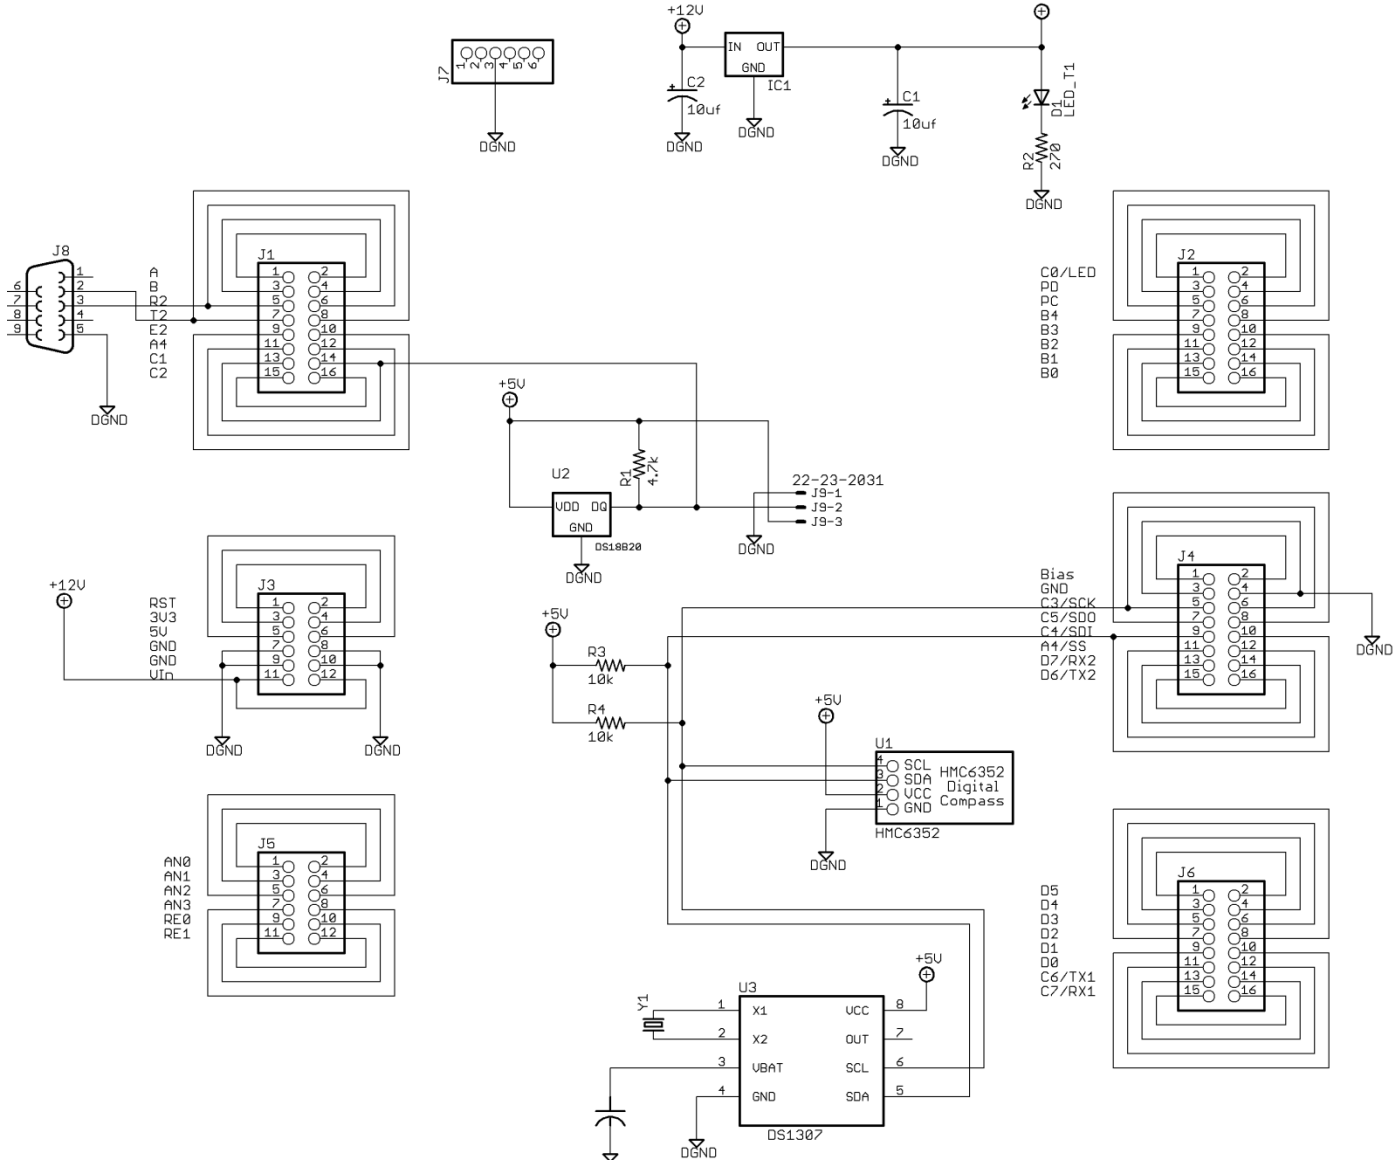 +12V
IN OUT
GND
IC1
C2
10uf
DGND
DGND
C1
10uf
DGND
D1
LED_T1
R2
270
DGND
J7
1 2 3 4 5 6
DGND
J8
1
6
2
7
3
8
4
9
5
DGND
A
B
R2
T2
E2
A4
C1
C2
J1
1 2
3 4
5 6
7 8
9 10
11 12
13 14
15 16
C0/LED
PD
PC
B4
B3
B2
B1
B0
J2
1 2
3 4
5 6
7 8
9 10
11 12
13 14
15 16
+5V
U2
VDD DQ
GND
DS18B20
DGND
R1
4.7k
22-23-2031
J9-1
J9-2
J9-3
DGND
+12V
RST
3V3
5V
GND
GND
VIn
J3
1 2
3 4
5 6
7 8
9 10
11 12
DGND
DGND
Bias
GND
C3/SCK
C5/SDO
C4/SDI
A4/SS
D7/RX2
D6/TX2
J4
1 2
3 4
5 6
7 8
9 10
11 12
13 14
15 16
DGND
+5V
R3
10k
R4
10k
+5V
U1
4 SCL
3 SDA
2 VCC
1 GND
HMC6352
Digital
Compass
HMC6352
DGND
AN0
AN1
AN2
AN3
RE0
RE1
J5
1 2
3 4
5 6
7 8
9 10
11 12
D5
D4
D3
D2
D1
D0
C6/TX1
C7/RX1
J6
1 2
3 4
5 6
7 8
9 10
11 12
13 14
15 16
+5V
U3
Y1
1 X1 VCC 8
2 X2 OUT 7
3 VBAT SCL 6
4 GND SDA 5
DS1307
DGND